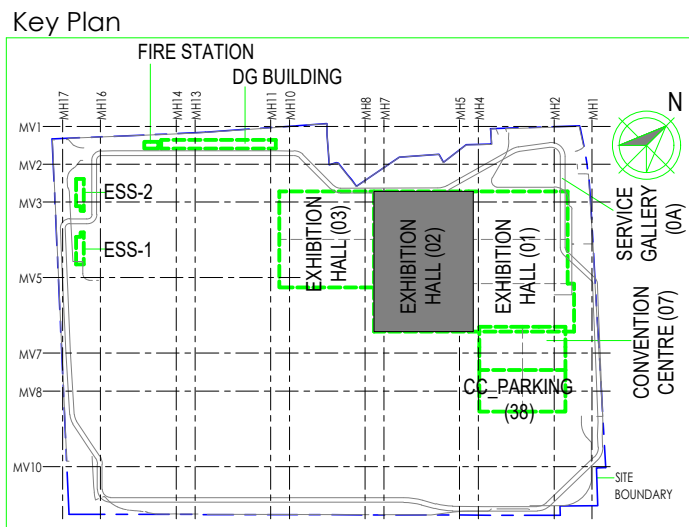 Key Plan
FIRE STATION
DG BUILDING
N
MH17
MH16
MH14
MH13
MH11
MH10
MH8
MH7
MH5
MH4
MH2
MH1
MV1
MV2
MV3
MV5
MV7
MV8
MV10
ESS-2
ESS-1
EXHIBITION
HALL (03)
EXHIBITION
HALL (02)
EXHIBITION
HALL (01)
SERVICE
GALLERY
(0A)
CONVENTION
CENTRE (07)
CC_PARKING
(38)
SITE
BOUNDARY